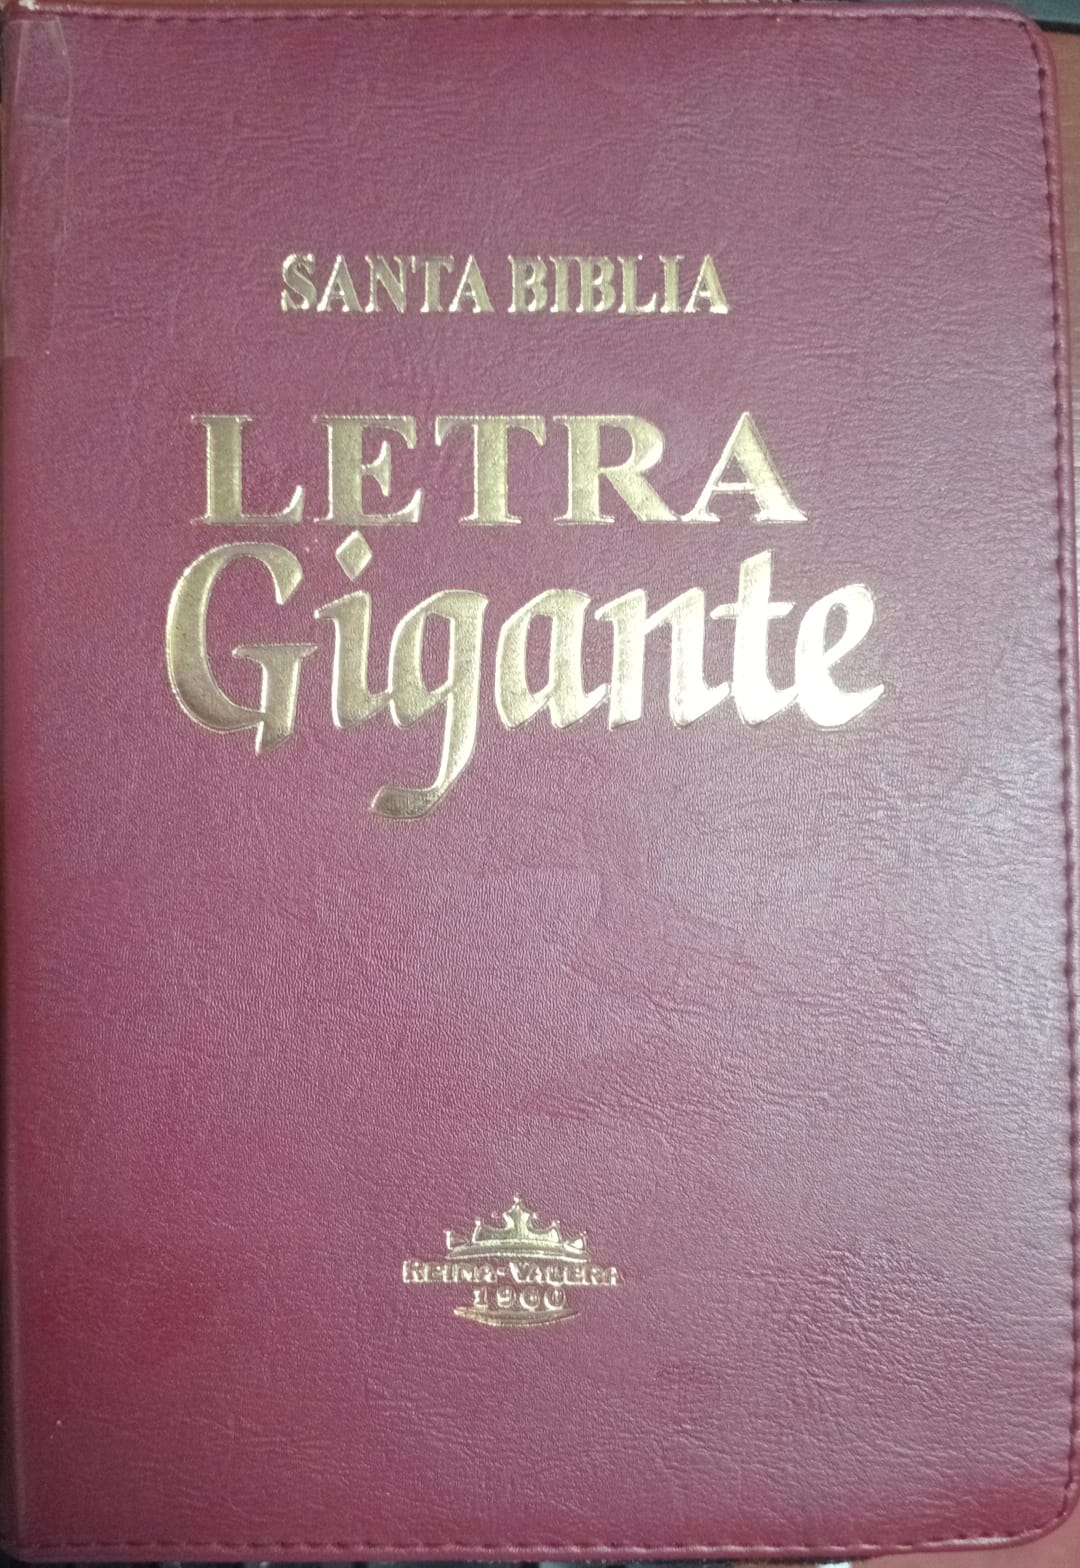 SANTA BIBLIA
LETRA
Gigante
REINA-VALERA
1960